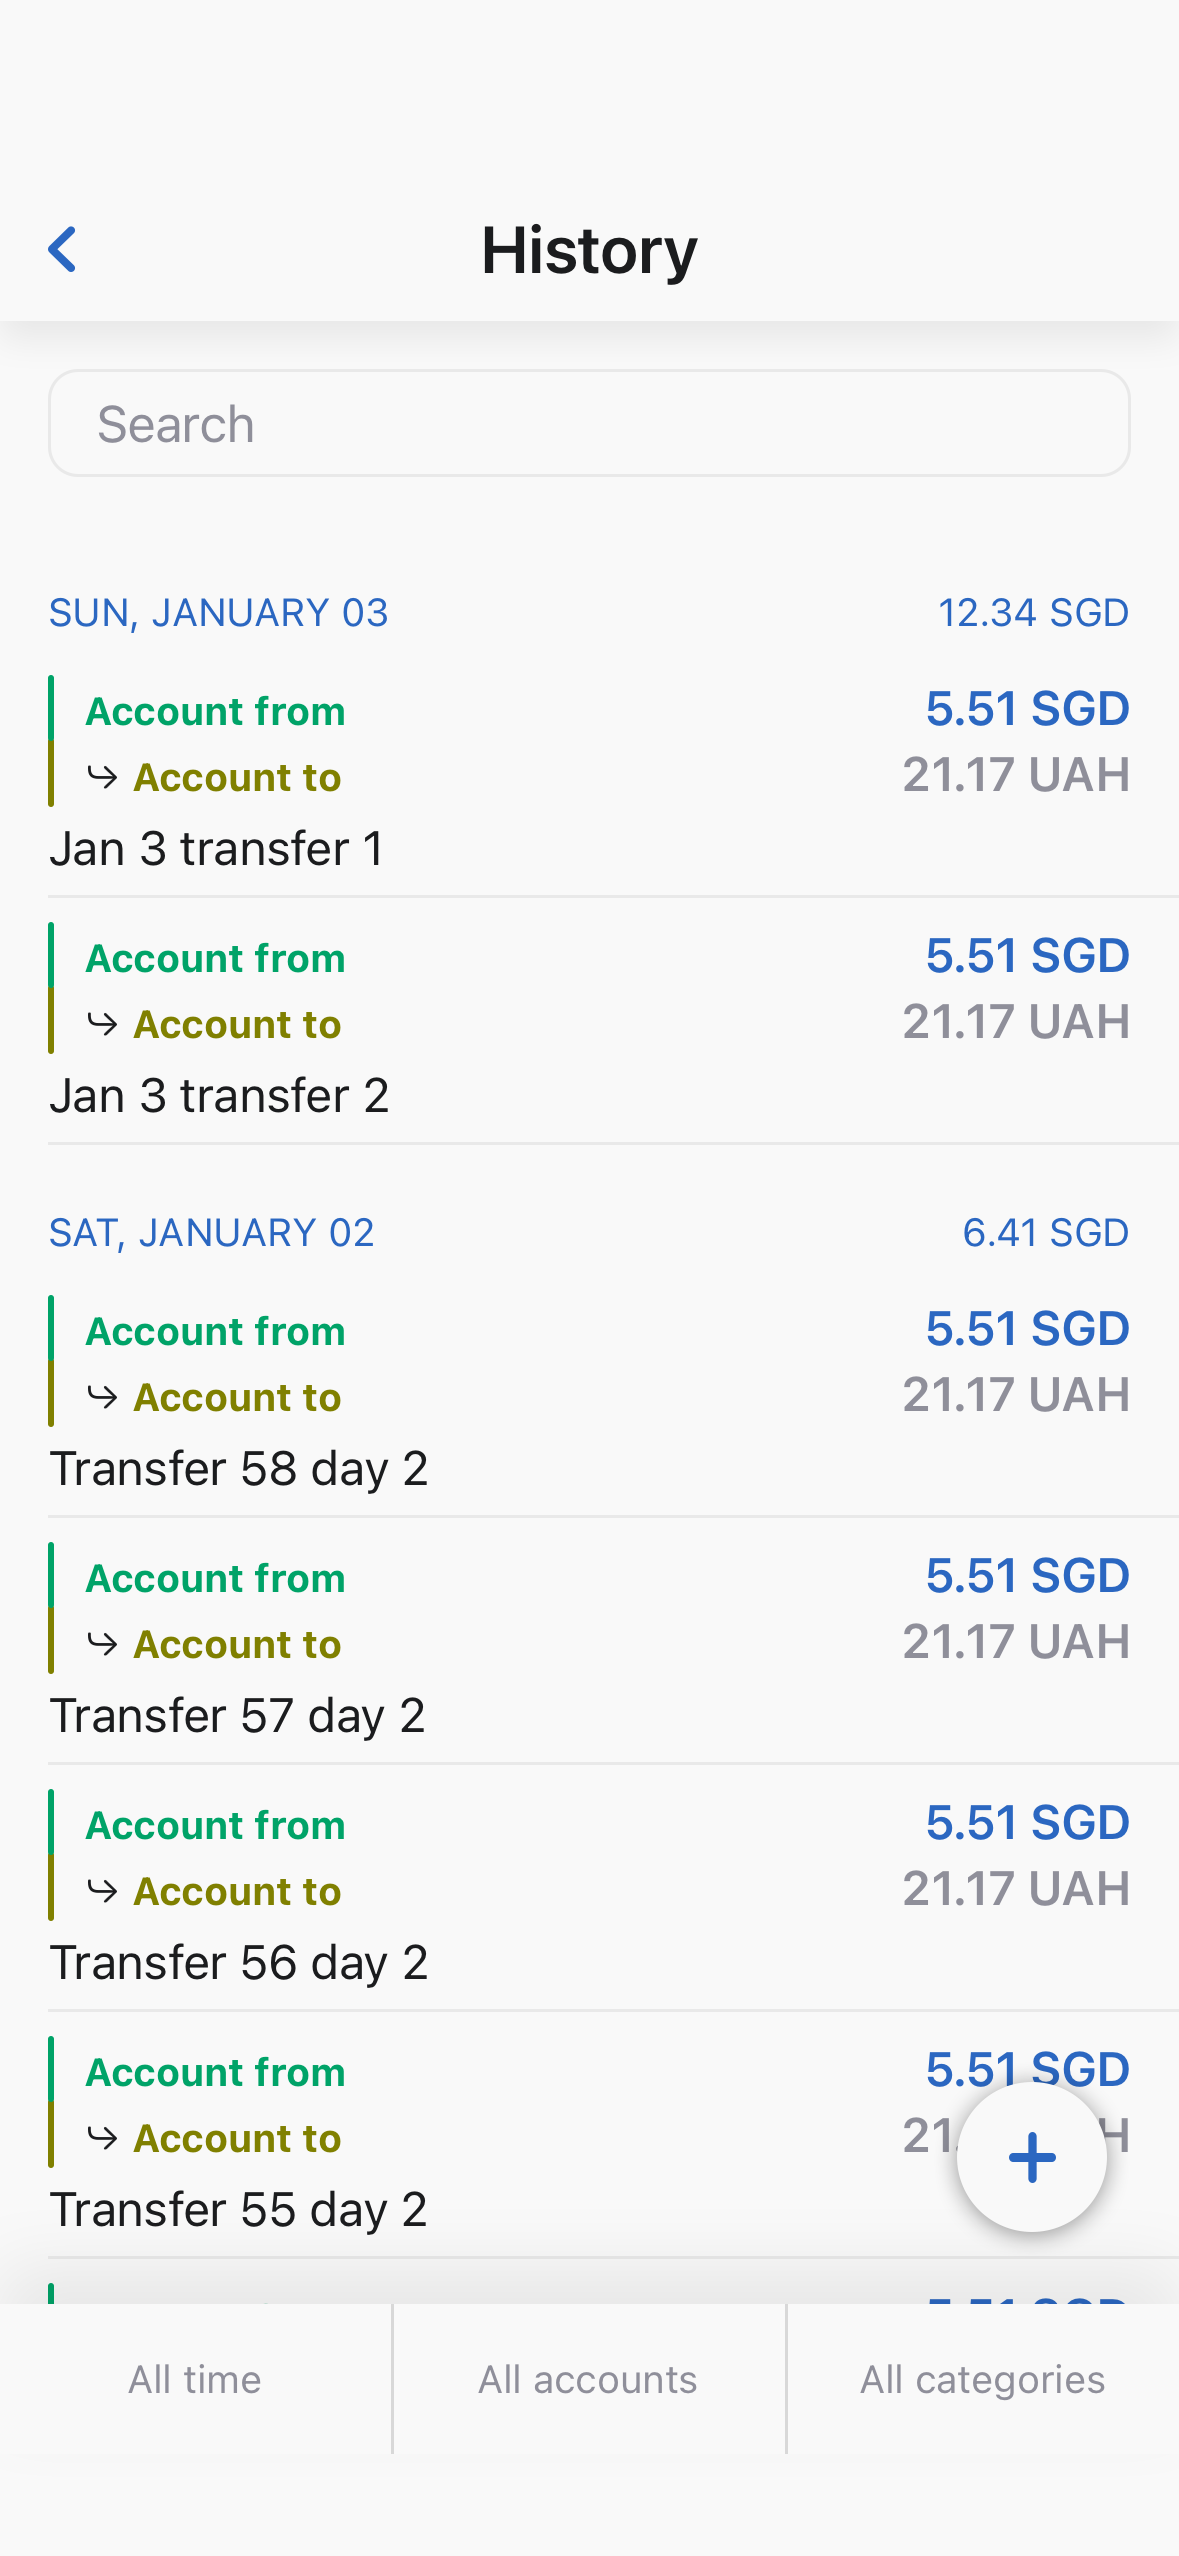 History
Search
SUN, JANUARY 03 12.34 SGD
Account from 5.51 SGD
Account to 21.17 UAH
Jan 3 transfer 1
Account from 5.51 SGD
Account to 21.17 UAH
Jan 3 transfer 2
SAT, JANUARY 02 6.41 SGD
Account from 5.51 SGD
Account to 21.17 UAH
Transfer 58 day 2
Account from 5.51 SGD
Account to 21.17 UAH
Transfer 57 day 2
Account from 5.51 SGD
Account to 21.17 UAH
Transfer 56 day 2
Account from 5.51 SGD
Account to
Transfer 55 day 2
All time All accounts All categories